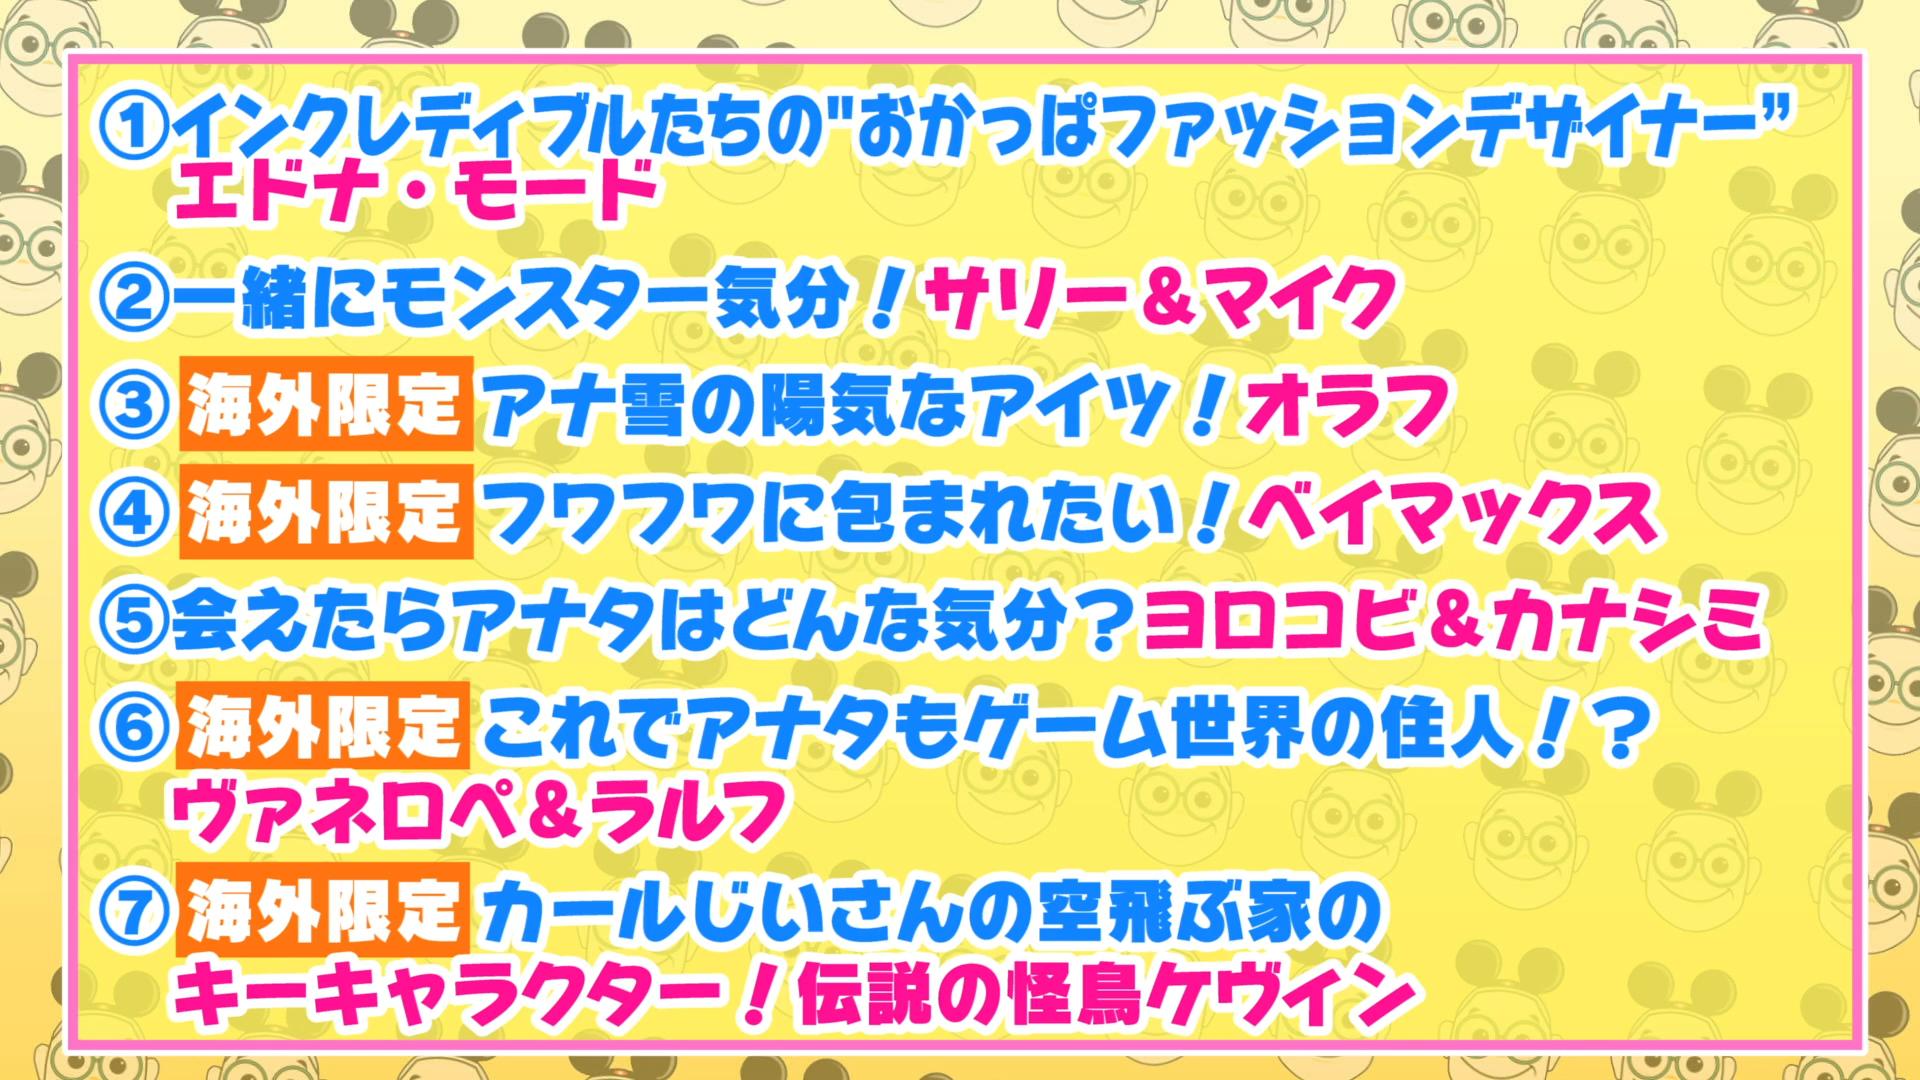 ①インクレディブルたちの"おかっぱファッションデザイナー”
エドナ・モード
②一緒にモンスター気分！サリー＆マイク
③海外限定 アナ雪の陽気なアイツ！オラフ
④海外限定 フワフワに包まれたい！ベイマックス
⑤会えたらアナタはどんな気分？ヨロコビ＆カナシミ
⑥海外限定 これでアナタもゲーム世界の住人！？
ヴァネロペ＆ラルフ
⑦海外限定 カールじいさんの空飛ぶ家の
キーキャラクター！伝説の怪鳥ケヴィン